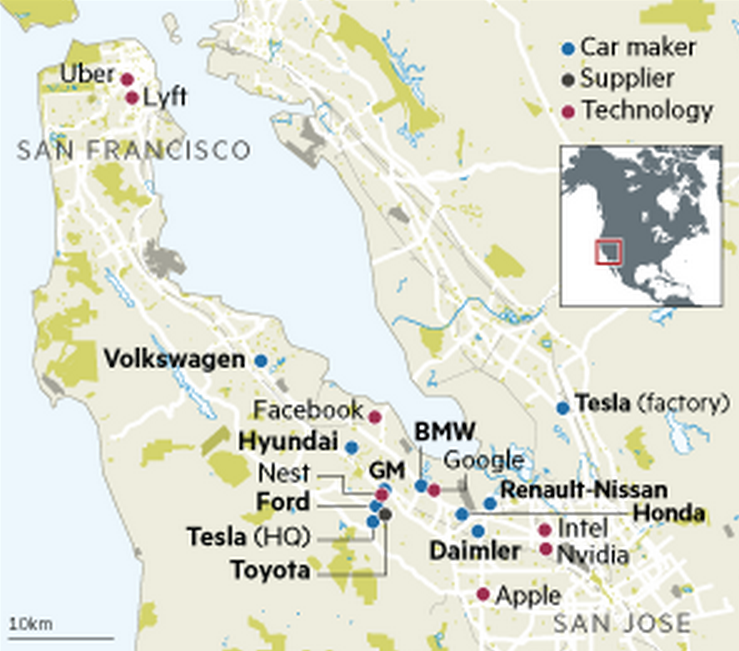 Car maker
Supplier
Technology
Uber
Lyft
SAN FRANCISCO
Volkswagen
Tesla (factory)
Facebook
BMW
Hyundai
Google
GM
Nest
Renault-Nissan
Ford
Honda
Tesla (HQ)
Intel
Daimler
Nvidia
Toyota
Apple
10km
SAN JOSE